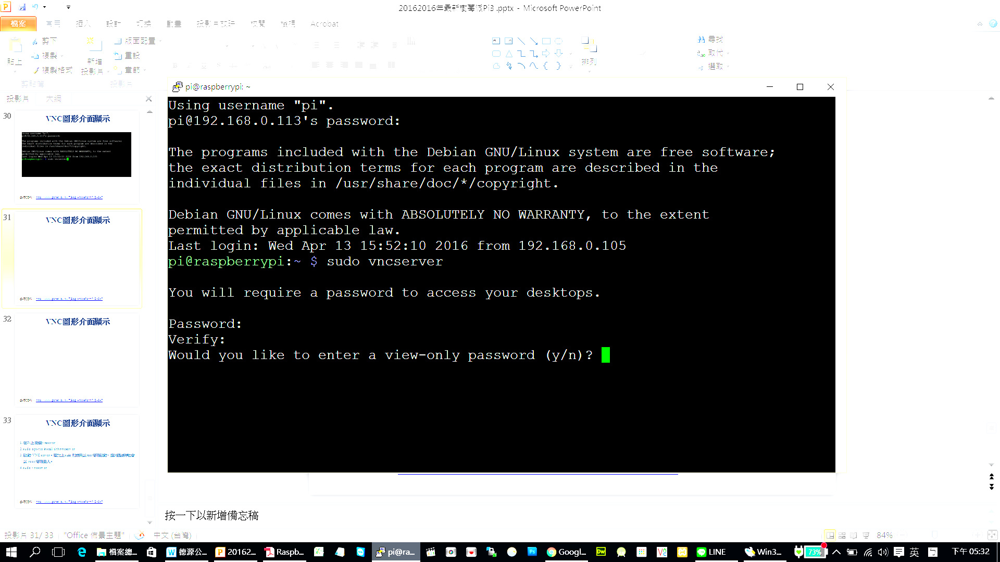 20162016年最新樹莓派Pi3.pptx - Microsoft PowerPoint
檔案
常用
插入
設計
切換
動畫
投影片放映
校閱
檢視
Acrobat
貼上
剪下
複製
複製格式
剪貼簿
新增
投影片
版面配置
重設
章節
投影片
排列
尋找
取代
選取
投影片
大綱
30
VNC圖形介面顯示
31
VNC圖形介面顯示
32
VNC圖形介面顯示
33
VNC圖形介面顯示
pi@raspberrypi: ~
Using username "pi".
pi@192.168.0.113's password:
The programs included with the Debian GNU/Linux system are free software;
the exact distribution terms for each program are described in the
individual files in /usr/share/doc/*/copyright.
Debian GNU/Linux comes with ABSOLUTELY NO WARRANTY, to the extent
permitted by applicable law.
Last login: Wed Apr 13 15:52:10 2016 from 192.168.0.105
pi@raspberrypi:~ $ sudo vncserver
You will require a password to access your desktops.
Password:
Verify:
Would you like to enter a view-only password (y/n)?
按一下以新增備忘稿
投影片 31/ 33
"Office 佈景主題"
中文 (台灣)
84%
檔案總...
德源公...
20162...
Raspb...
pi@ra...
Googl...
LINE
Win3...
73%
英
下午 05:32